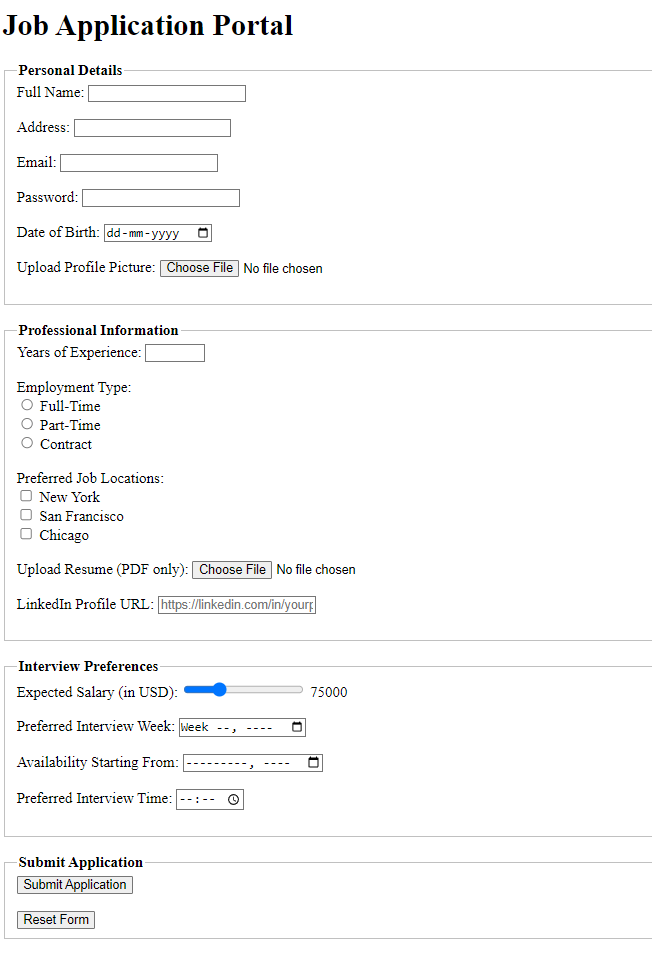 Job Application Portal
Personal Details
Full Name:
Address:
Email:
Password:
Date of Birth: dd-mm-yyyy
Upload Profile Picture: Choose File No file chosen
Professional Information
Years of Experience:
Employment Type:
Full-Time
Part-Time
Contract
Preferred Job Locations:
New York
San Francisco
Chicago
Upload Resume (PDF only): Choose File No file chosen
LinkedIn Profile URL: https://linkedin.com/in/yourp
Interview Preferences
Expected Salary (in USD): 75000
Preferred Interview Week: Week --, ----
Availability Starting From: ---------, ----
Preferred Interview Time: --:--
Submit Application
Submit Application
Reset Form